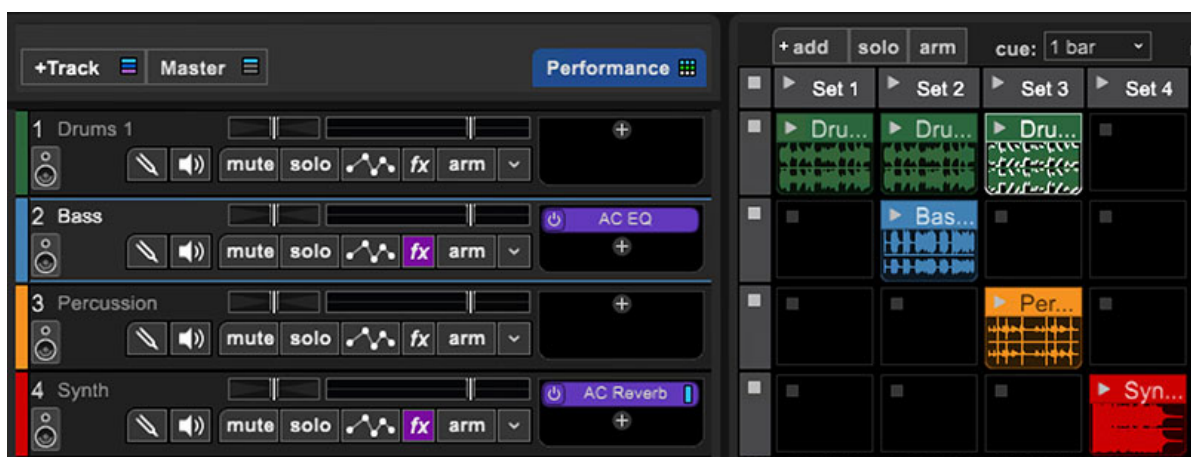 +Track Master Performance
+ add solo arm cue: 1 bar
Set 1 Set 2 Set 3 Set 4
1 Drums 1
mute solo fx arm
Dru... Dru... Dru...
2 Bass
mute solo fx arm
AC EQ
Bas...
3 Percussion
mute solo fx arm
Per...
4 Synth
mute solo fx arm
AC Reverb
Syn...